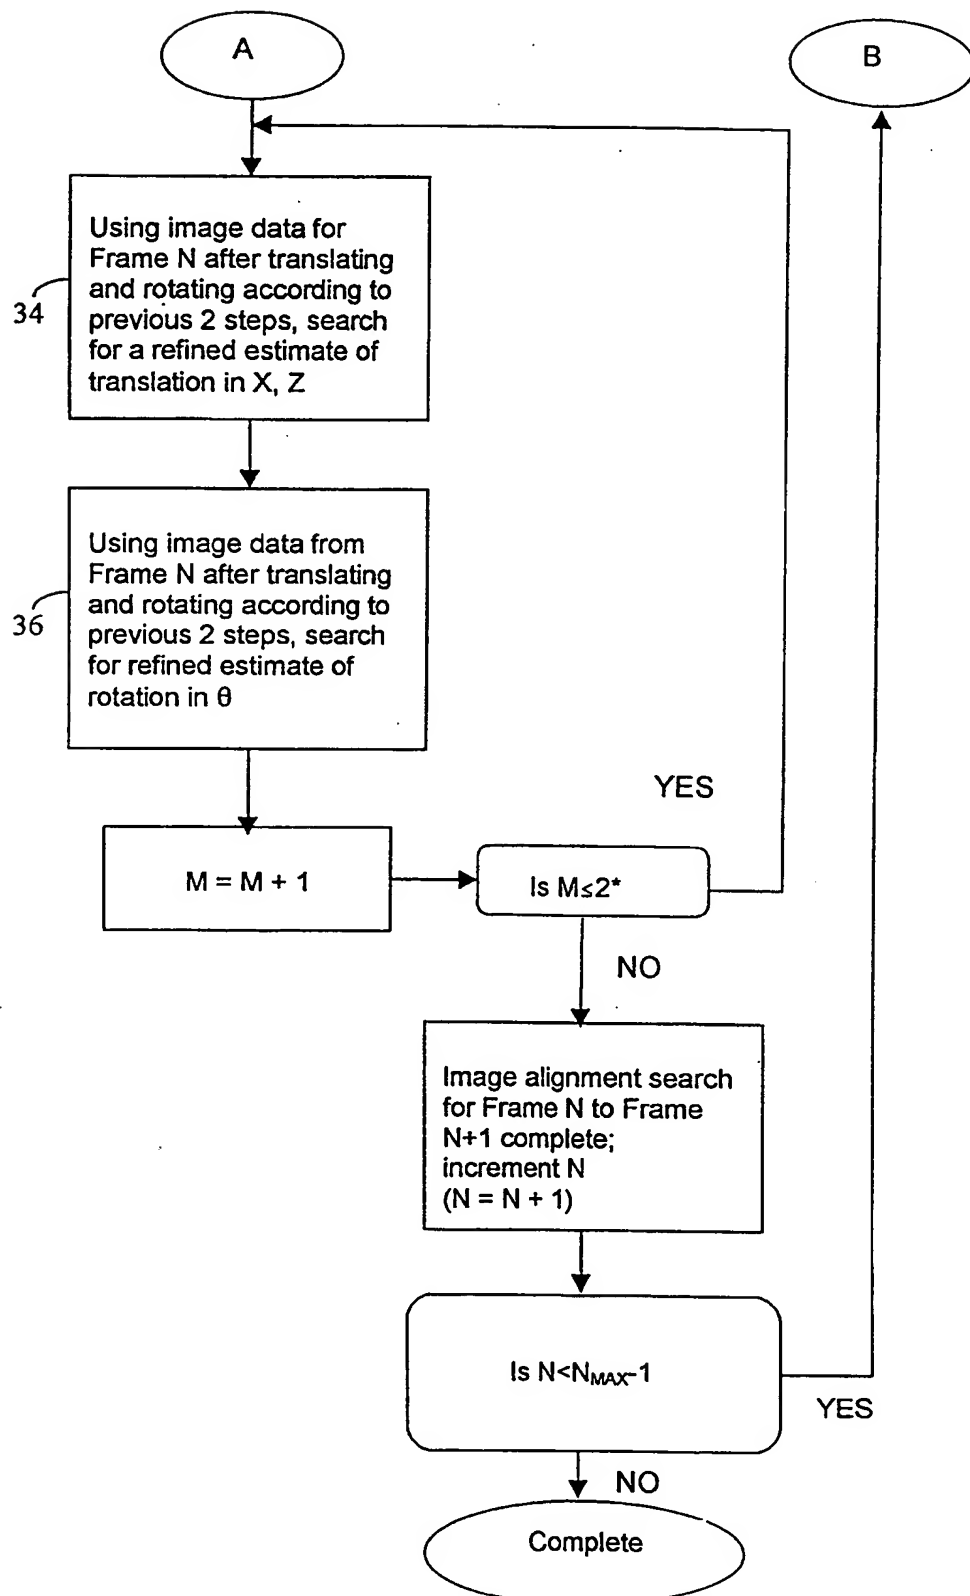 A
B
Using image data for
Frame N after translating
and rotating according to
previous 2 steps, search
for a refined estimate of
translation in X, Z
34
Using image data from
Frame N after translating
and rotating according to
previous 2 steps, search
for refined estimate of
rotation in θ
36
YES
M = M + 1
Is M≤2*
NO
Image alignment search
for Frame N to Frame
N+1 complete;
increment N
(N = N + 1)
Is N<NMAX-1
YES
NO
Complete